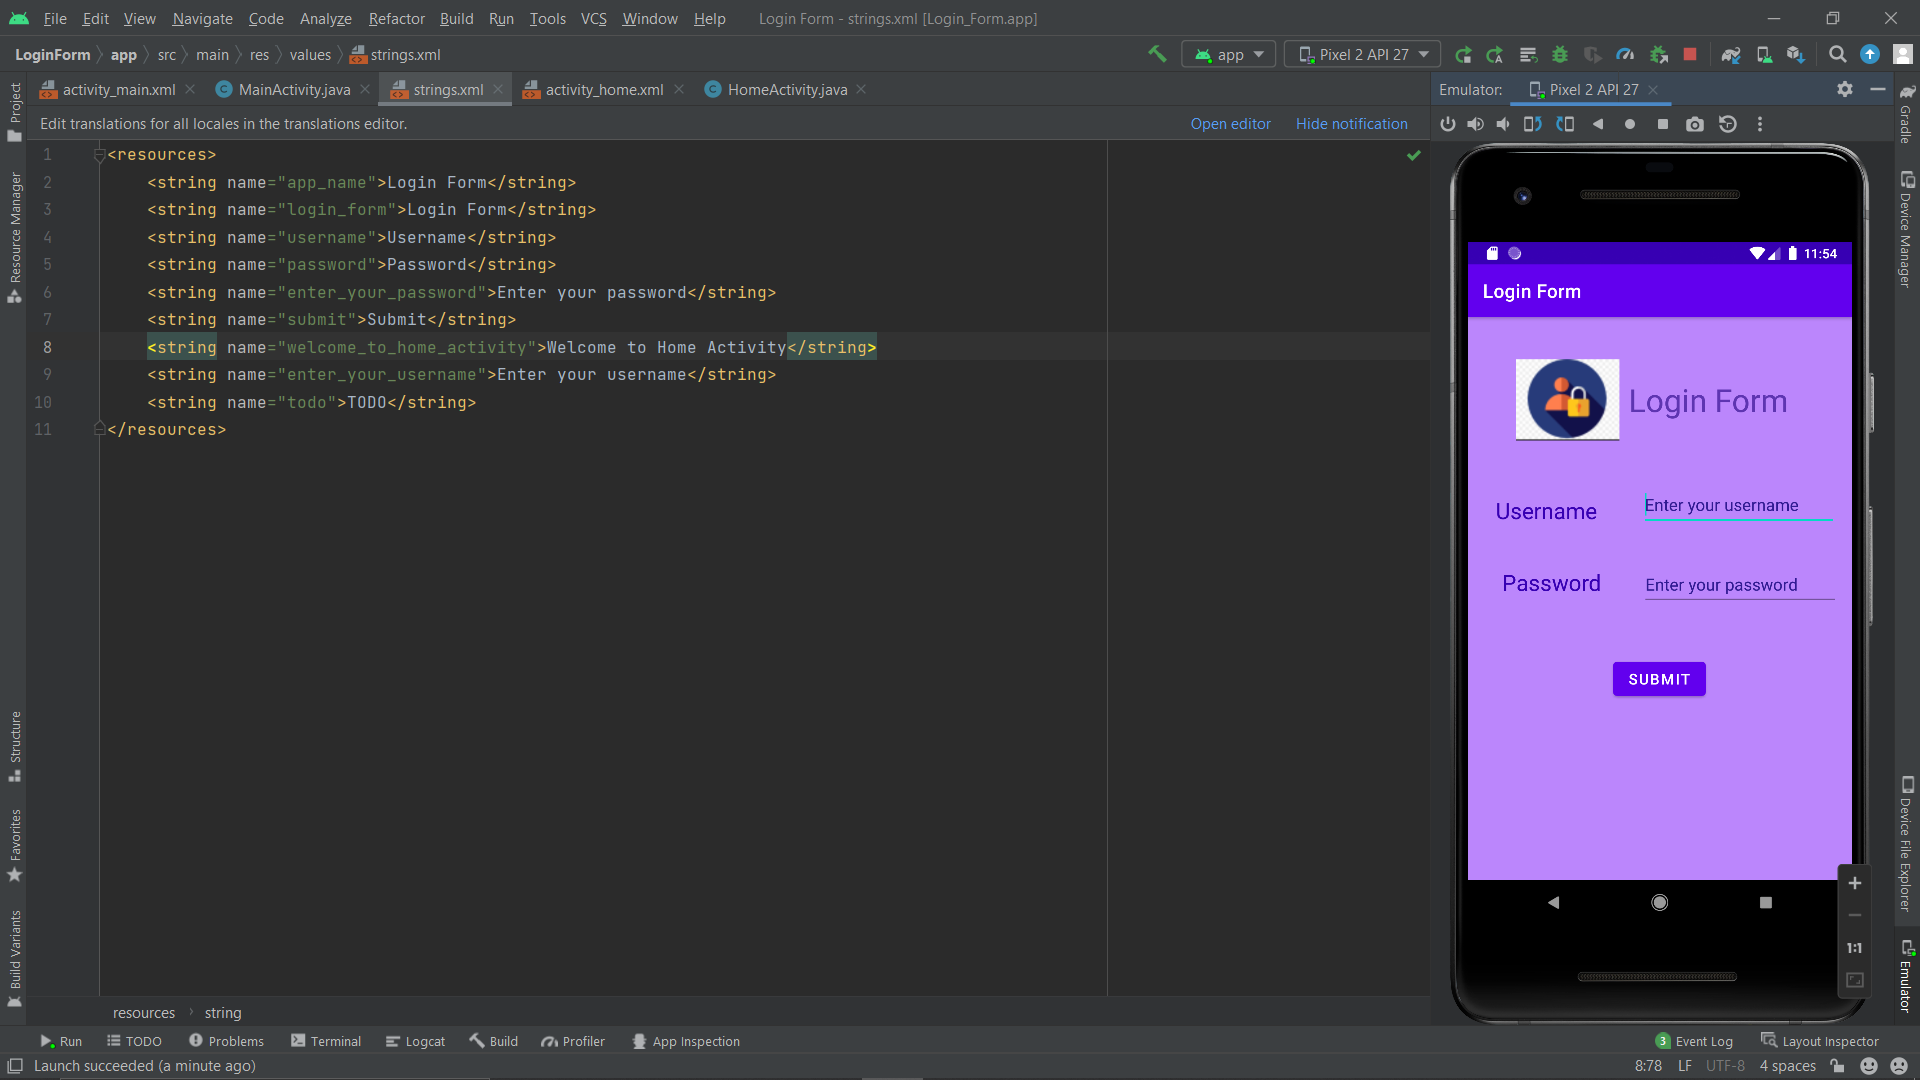 File Edit View Navigate Code Analyze Refactor Build Run Tools VCS Window Help Login Form - strings.xml [Login_Form.app]
LoginForm app src main res values strings.xml app Pixel 2 API 27
activity_main.xml MainActivity.java strings.xml activity_home.xml HomeActivity.java Emulator: Pixel 2 API 27
Edit translations for all locales in the translations editor. Open editor Hide notification
1 <resources>
2 <string name="app_name">Login Form</string>
3 <string name="login_form">Login Form</string>
4 <string name="username">Username</string>
5 <string name="password">Password</string>
6 <string name="enter_your_password">Enter your password</string>
7 <string name="submit">Submit</string>
8 <string name="welcome_to_home_activity">Welcome to Home Activity</string>
9 <string name="enter_your_username">Enter your username</string>
10 <string name="todo">TODO</string>
11 </resources>
Project
Resource Manager
Structure
Favorites
Build Variants
11:54
Login Form
Login Form
Username Enter your username
Password Enter your password
SUBMIT
1:1
Gradle
Device Manager
Device File Explorer
Emulator
resources string
Run TODO Problems Terminal Logcat Build Profiler App Inspection 3 Event Log Layout Inspector
Launch succeeded (a minute ago) 8:78 LF UTF-8 4 spaces